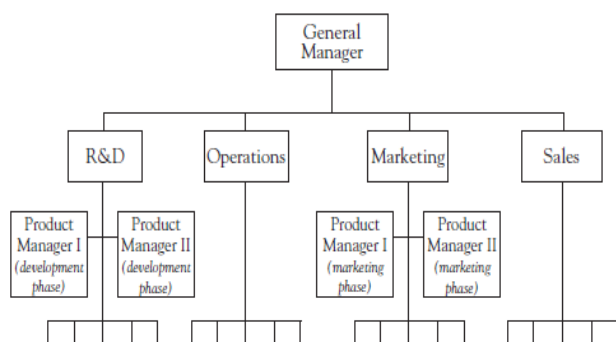 General
Manager
R&D
Operations
Marketing
Sales
Product
Manager I
(development
phase)
Product
Manager II
(development
phase)
Product
Manager I
(marketing
phase)
Product
Manager II
(marketing
phase)